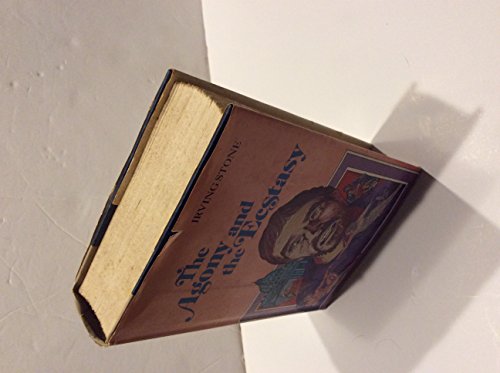 IRVING STONE
The
Agony and
the Ecstasy